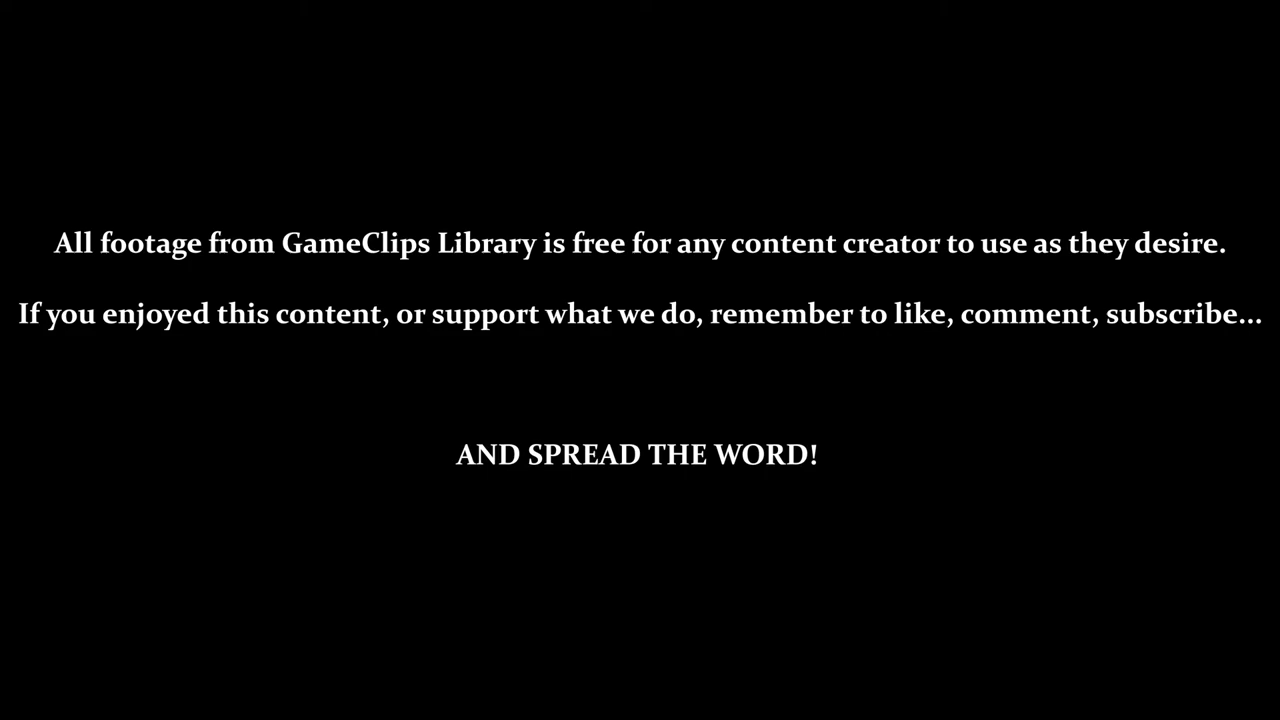 All footage from GameClips Library is free for any content creator to use as they desire.
If you enjoyed this content, or support what we do, remember to like, comment, subscribe...
AND SPREAD THE WORD!